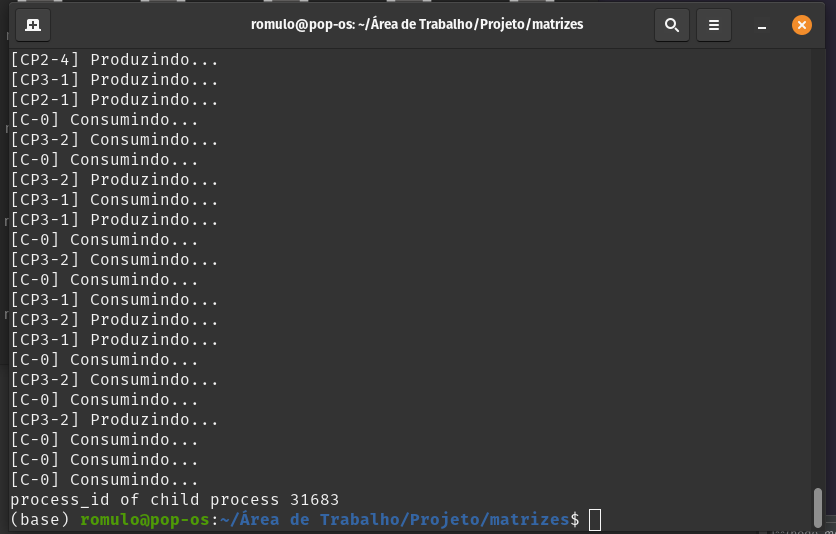 romulo@pop-os: ~/Área de Trabalho/Projeto/matrizes
[CP2-4] Produzindo...
[CP3-1] Produzindo...
[CP2-1] Produzindo...
[C-0] Consumindo...
[CP3-2] Consumindo...
[C-0] Consumindo...
[CP3-2] Produzindo...
[CP3-1] Consumindo...
[CP3-1] Produzindo...
[C-0] Consumindo...
[CP3-2] Consumindo...
[C-0] Consumindo...
[CP3-1] Consumindo...
[CP3-2] Produzindo...
[CP3-1] Produzindo...
[C-0] Consumindo...
[CP3-2] Consumindo...
[C-0] Consumindo...
[CP3-2] Produzindo...
[C-0] Consumindo...
[C-0] Consumindo...
[C-0] Consumindo...
process_id of child process 31683
(base) romulo@pop-os:~/Área de Trabalho/Projeto/matrizes$